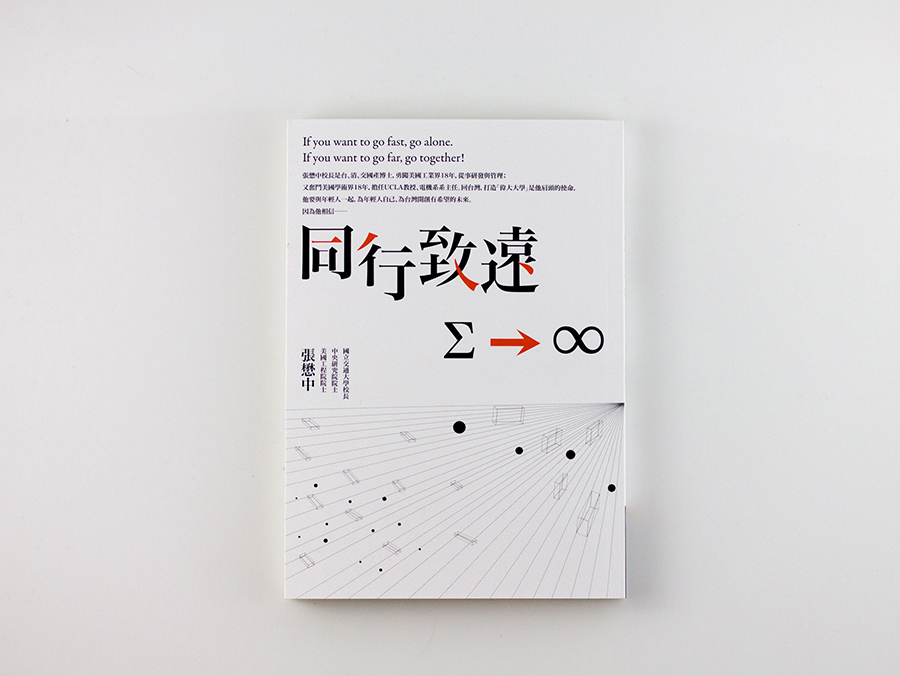 If you want to go fast, go alone.
If you want to go far, go together!
張懋中校長是台、清、交國產博士,勇闖美國工業界18年,從事研發與管理;
又奮鬥美國學術界18年,擔任UCLA教授、電機系系主任。回台灣,打造「偉大大學」是他肩頭的使命,
他要與年輕人一起,為年輕人自己、為台灣開創有希望的未來。
因為他相信——
同行致遠
Σ → ∞
國立交通大學校長
中央研究院院士
美國工程院院士
張懋中